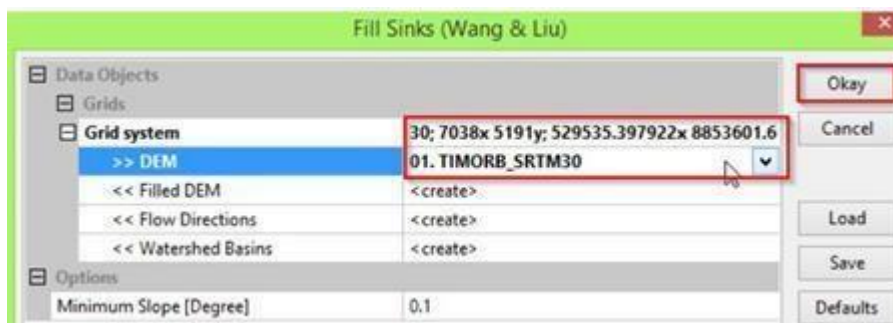 Fill Sinks (Wang & Liu)
Data Objects
Grids
Grid system 30; 7038x 5191y; 529535.397922x 8853601.6
>> DEM 01. TIMORB_SRTM30
<< Filled DEM <create>
<< Flow Directions <create>
<< Watershed Basins <create>
Options
Minimum Slope [Degree] 0.1
Okay
Cancel
Load
Save
Defaults